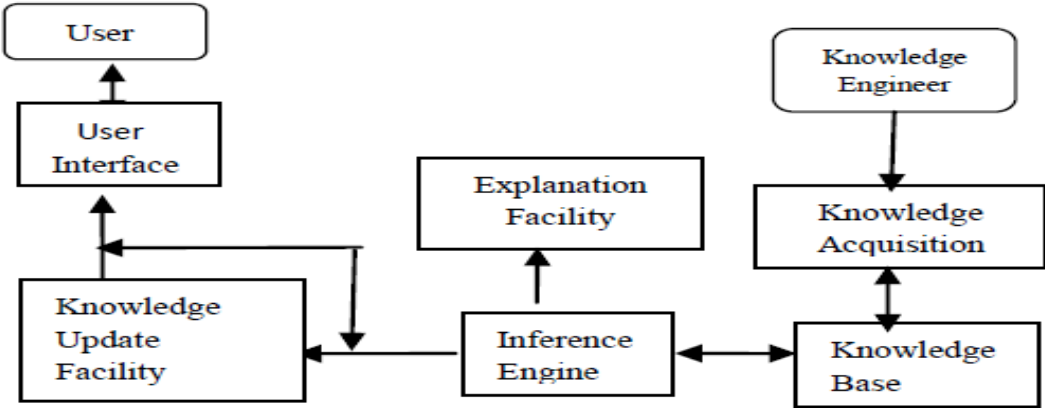 User
Knowledge
Engineer
User
Interface
Explanation
Facility
Knowledge
Acquisition
Knowledge
Update
Facility
Inference
Engine
Knowledge
Base